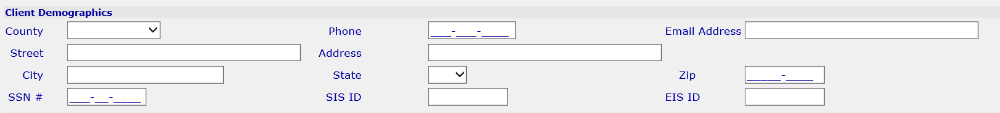 Client Demographics
County Phone ___-___-____ Email Address
Street Address
City State Zip _____-____
SSN # ___-__-____ SIS ID EIS ID